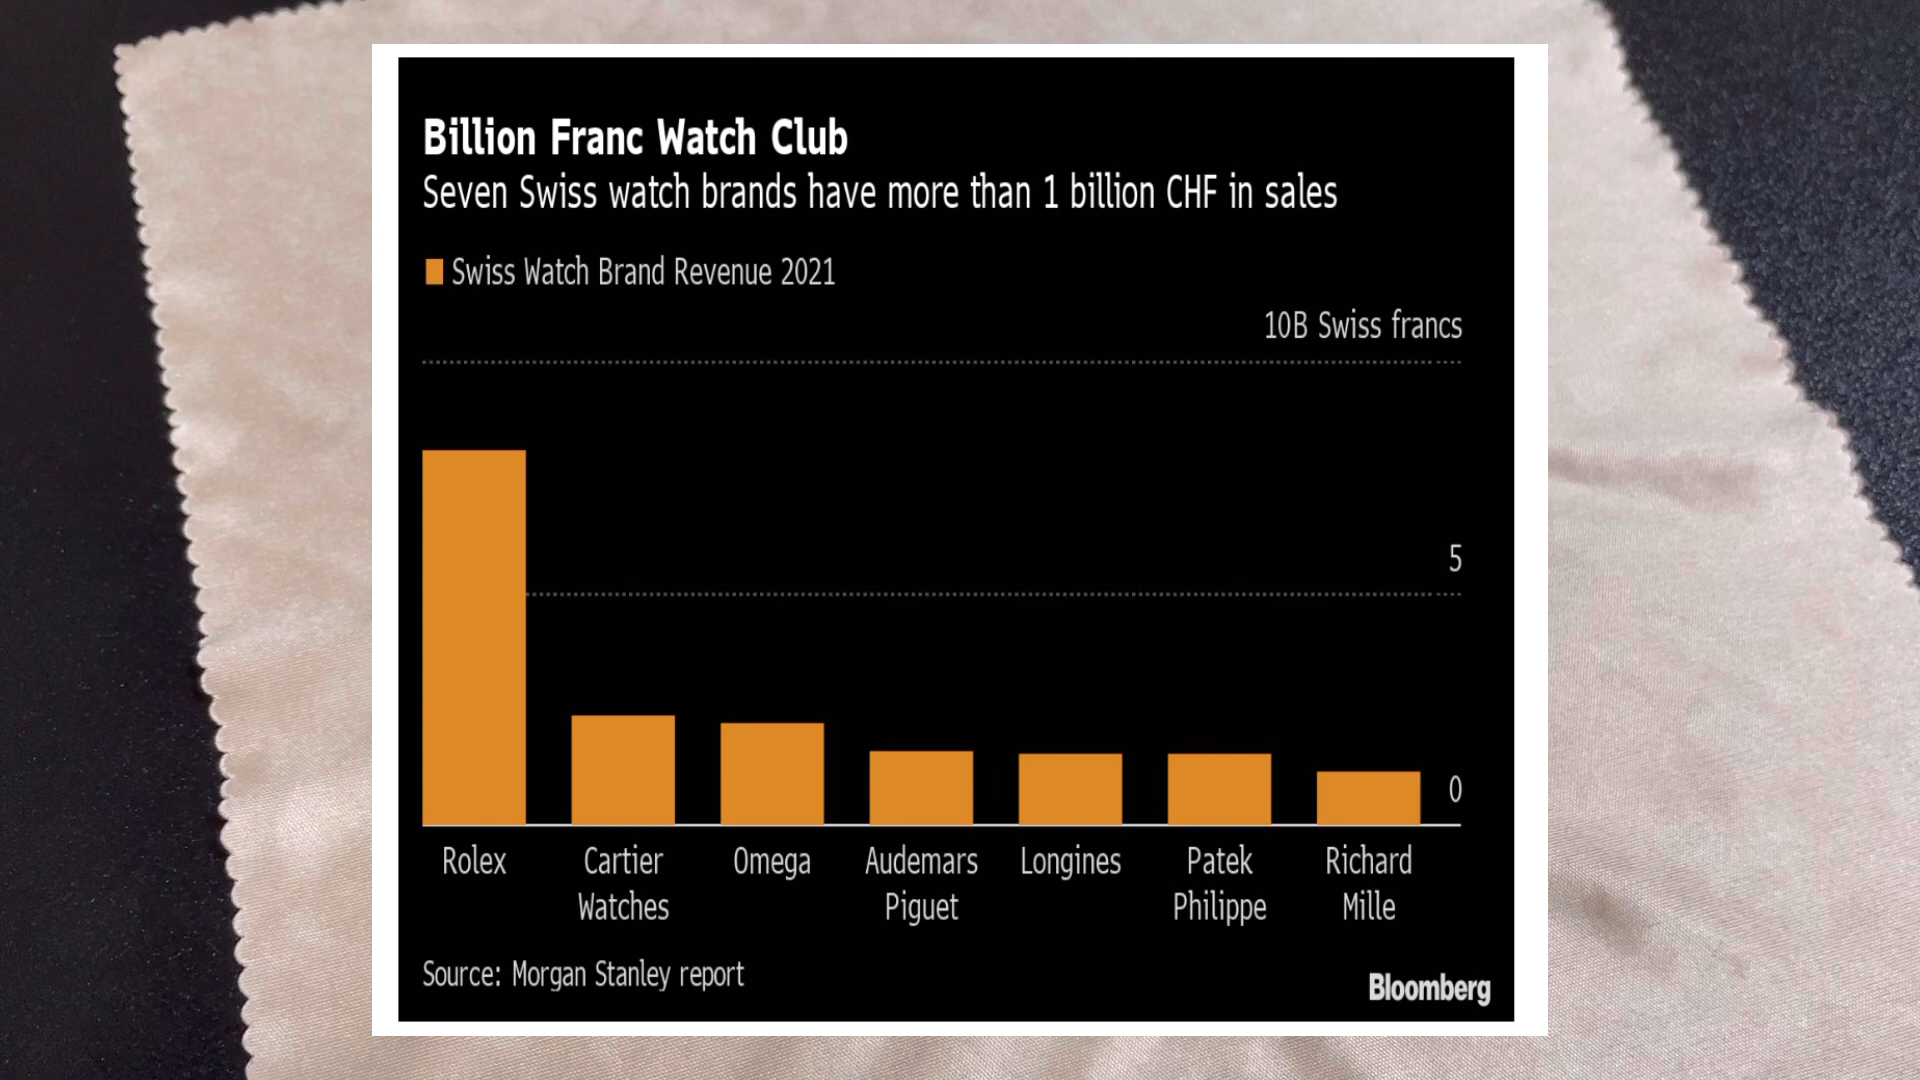 Billion Franc Watch Club
Seven Swiss watch brands have more than 1 billion CHF in sales
Swiss Watch Brand Revenue 2021
10B Swiss francs
5
0
Rolex
Cartier Watches
Omega
Audemars Piguet
Longines
Patek Philippe
Richard Mille
Source: Morgan Stanley report
Bloomberg